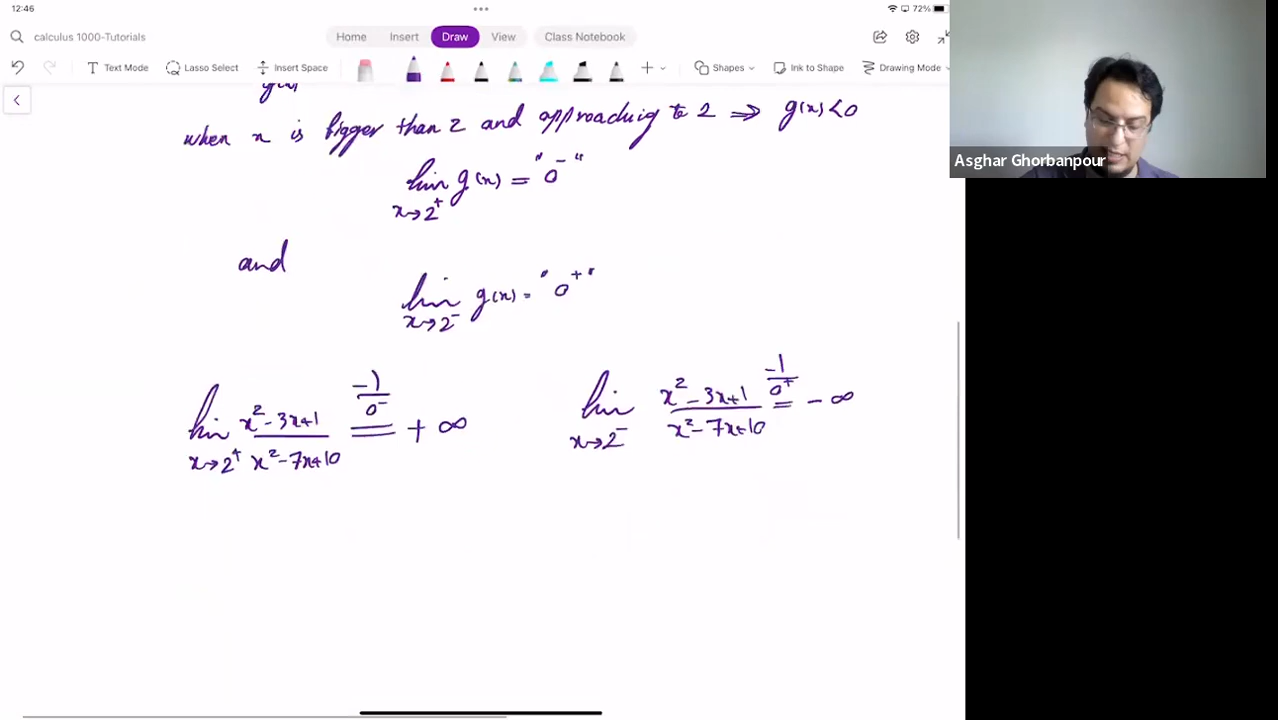 12:46
72%
calculus 1000-Tutorials
Home Insert Draw View Class Notebook
Text Mode Lasso Select Insert Space Shapes Ink to Shape Drawing Mode
when x is bigger than 2 and approaching to 2 ⇒ g(x) < 0
lim g(x) = "0⁻"
x→2⁺
and
lim g(x) = "0⁺"
x→2⁻
lim x² - 3x+1 / x² - 7x+10 = -1/0⁻ + ∞
x→2⁺
lim x² - 3x+1 / x² - 7x+10 = -1/0⁺ - ∞
x→2⁻
Asghar Ghorbanpour